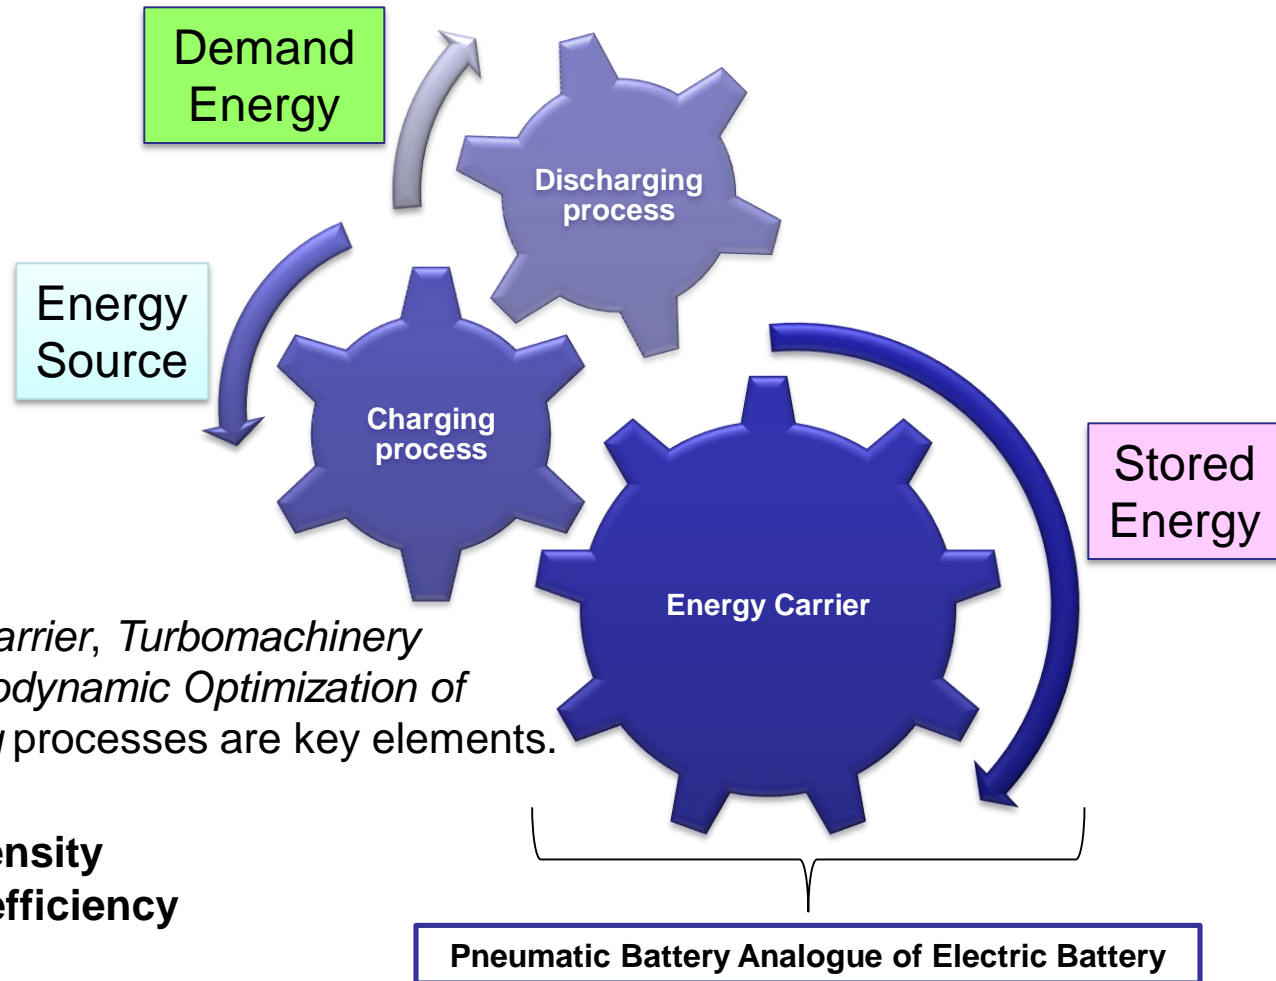 Demand
Energy
Discharging
process
Energy
Source
Charging
process
Stored
Energy
Energy Carrier
arrier, Turbomachinery
odynamic Optimization of
g processes are key elements.
ensity
efficiency
Pneumatic Battery Analogue of Electric Battery